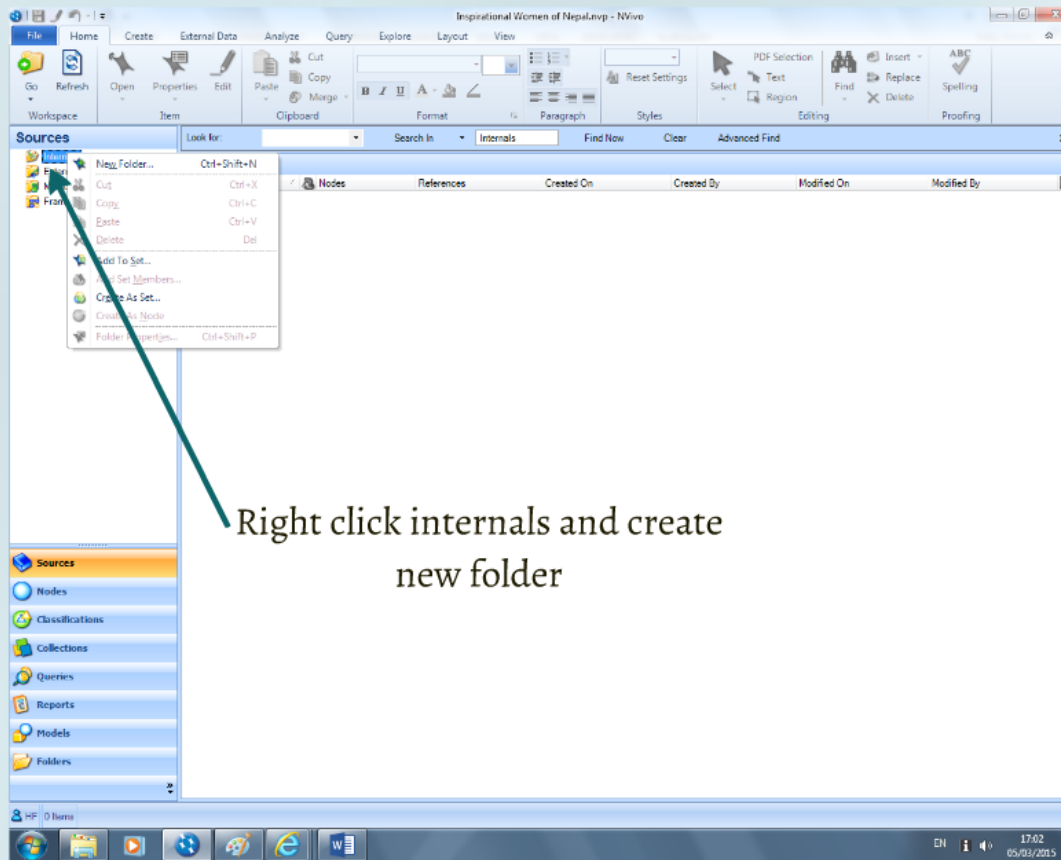 Inspirational Women of Nepal.nvp - NVivo
File Home Create External Data Analyze Query Explore Layout View
Go Refresh Open Properties Edit Paste Cut Copy Merge
B I U A
Reset Settings
Select PDF Selection Text Region Find Insert Replace Delete ABC Spelling
Workspace Item Clipboard Format Paragraph Styles Editing Proofing
Sources
Look for: Search In Internals Find Now Clear Advanced Find
Nodes References Created On Created By Modified On Modified By
New Folder... Ctrl+Shift+N
Cut Ctrl+X
Copy Ctrl+C
Paste Ctrl+V
Delete Del
Add To Set...
Add Set Members...
Create As Set...
Create As Node
Folder Properties... Ctrl+Shift+P
Right click internals and create
new folder
Sources
Nodes
Classifications
Collections
Queries
Reports
Models
Folders
HF 0 Items
EN 17:02
05/03/2015